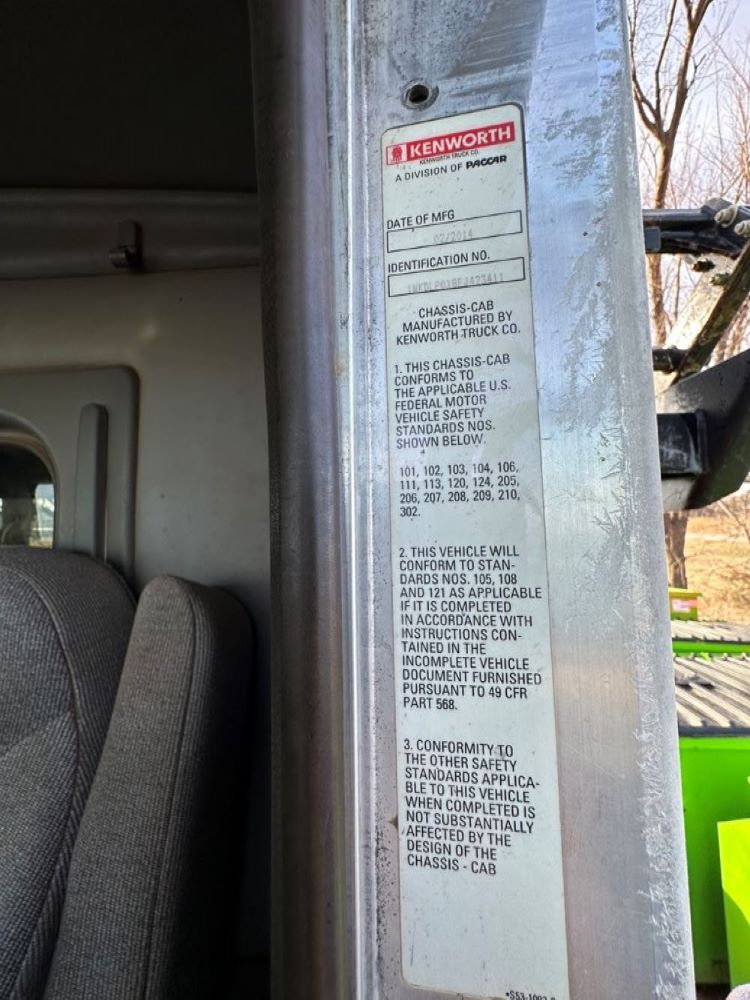 KENWORTH
KENWORTH TRUCK CO.
A DIVISION OF PACCAR
DATE OF MFG
02/2014
IDENTIFICATION NO.
CHASSIS-CAB
MANUFACTURED BY
KENWORTH TRUCK CO.
1. THIS CHASSIS-CAB
CONFORMS TO
THE APPLICABLE U.S.
FEDERAL MOTOR
VEHICLE SAFETY
STANDARDS NOS.
SHOWN BELOW.
101, 102, 103, 104, 106,
111, 113, 120, 124, 205,
206, 207, 208, 209, 210,
302.
2. THIS VEHICLE WILL
CONFORM TO STAN-
DARDS NOS. 105, 108
AND 121 AS APPLICABLE
IF IT IS COMPLETED
IN ACCORDANCE WITH
INSTRUCTIONS CON-
TAINED IN THE
INCOMPLETE VEHICLE
DOCUMENT FURNISHED
PURSUANT TO 49 CFR
PART 568.
3. CONFORMITY TO
THE OTHER SAFETY
STANDARDS APPLICA-
BLE TO THIS VEHICLE
WHEN COMPLETED IS
NOT SUBSTANTIALLY
AFFECTED BY THE
DESIGN OF THE
CHASSIS - CAB